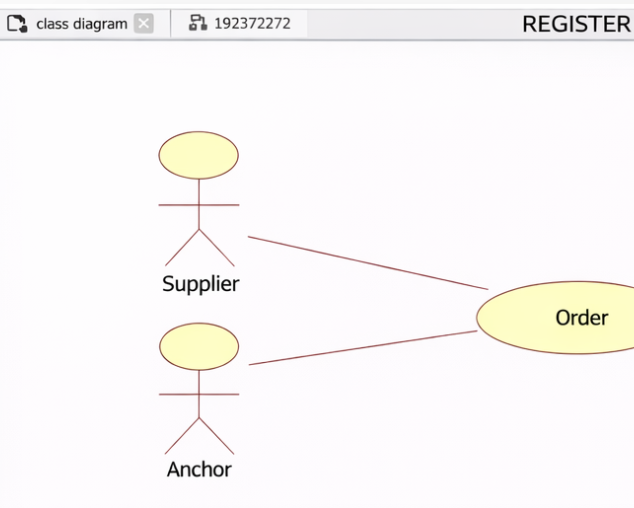 class diagram
192372272
REGISTER
Supplier
Order
Anchor